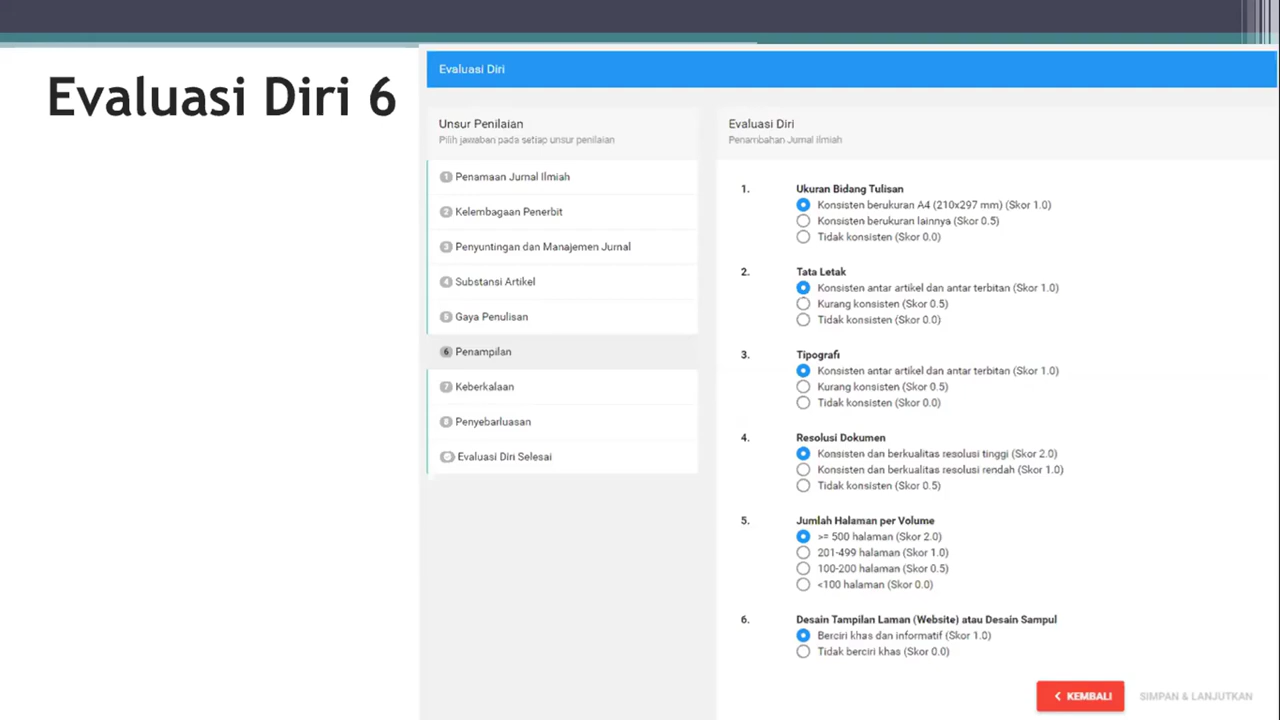 Evaluasi Diri 6
Evaluasi Diri
Unsur Penilaian
Pilih jawaban pada setiap unsur penilaian
1 Penamaan Jurnal Ilmiah
2 Kelembagaan Penerbit
3 Penyuntingan dan Manajemen Jurnal
4 Substansi Artikel
5 Gaya Penulisan
6 Penampilan
7 Keberkalaan
8 Penyebarluasan
Evaluasi Diri Selesai
Evaluasi Diri
Penambahan Jurnal Ilmiah
1. Ukuran Bidang Tulisan
Konsisten berukuran A4 (210x297 mm) (Skor 1.0)
Konsisten berukuran lainnya (Skor 0.5)
Tidak konsisten (Skor 0.0)
2. Tata Letak
Konsisten antar artikel dan antar terbitan (Skor 1.0)
Kurang konsisten (Skor 0.5)
Tidak konsisten (Skor 0.0)
3. Tipografi
Konsisten antar artikel dan antar terbitan (Skor 1.0)
Kurang konsisten (Skor 0.5)
Tidak konsisten (Skor 0.0)
4. Resolusi Dokumen
Konsisten dan berkualitas resolusi tinggi (Skor 2.0)
Konsisten dan berkualitas resolusi rendah (Skor 1.0)
Tidak konsisten (Skor 0.5)
5. Jumlah Halaman per Volume
>= 500 halaman (Skor 2.0)
201-499 halaman (Skor 1.0)
100-200 halaman (Skor 0.5)
<100 halaman (Skor 0.0)
6. Desain Tampilan Laman (Website) atau Desain Sampul
Berciri khas dan informatif (Skor 1.0)
Tidak berciri khas (Skor 0.0)
< KEMBALI
SIMPAN & LANJUTKAN